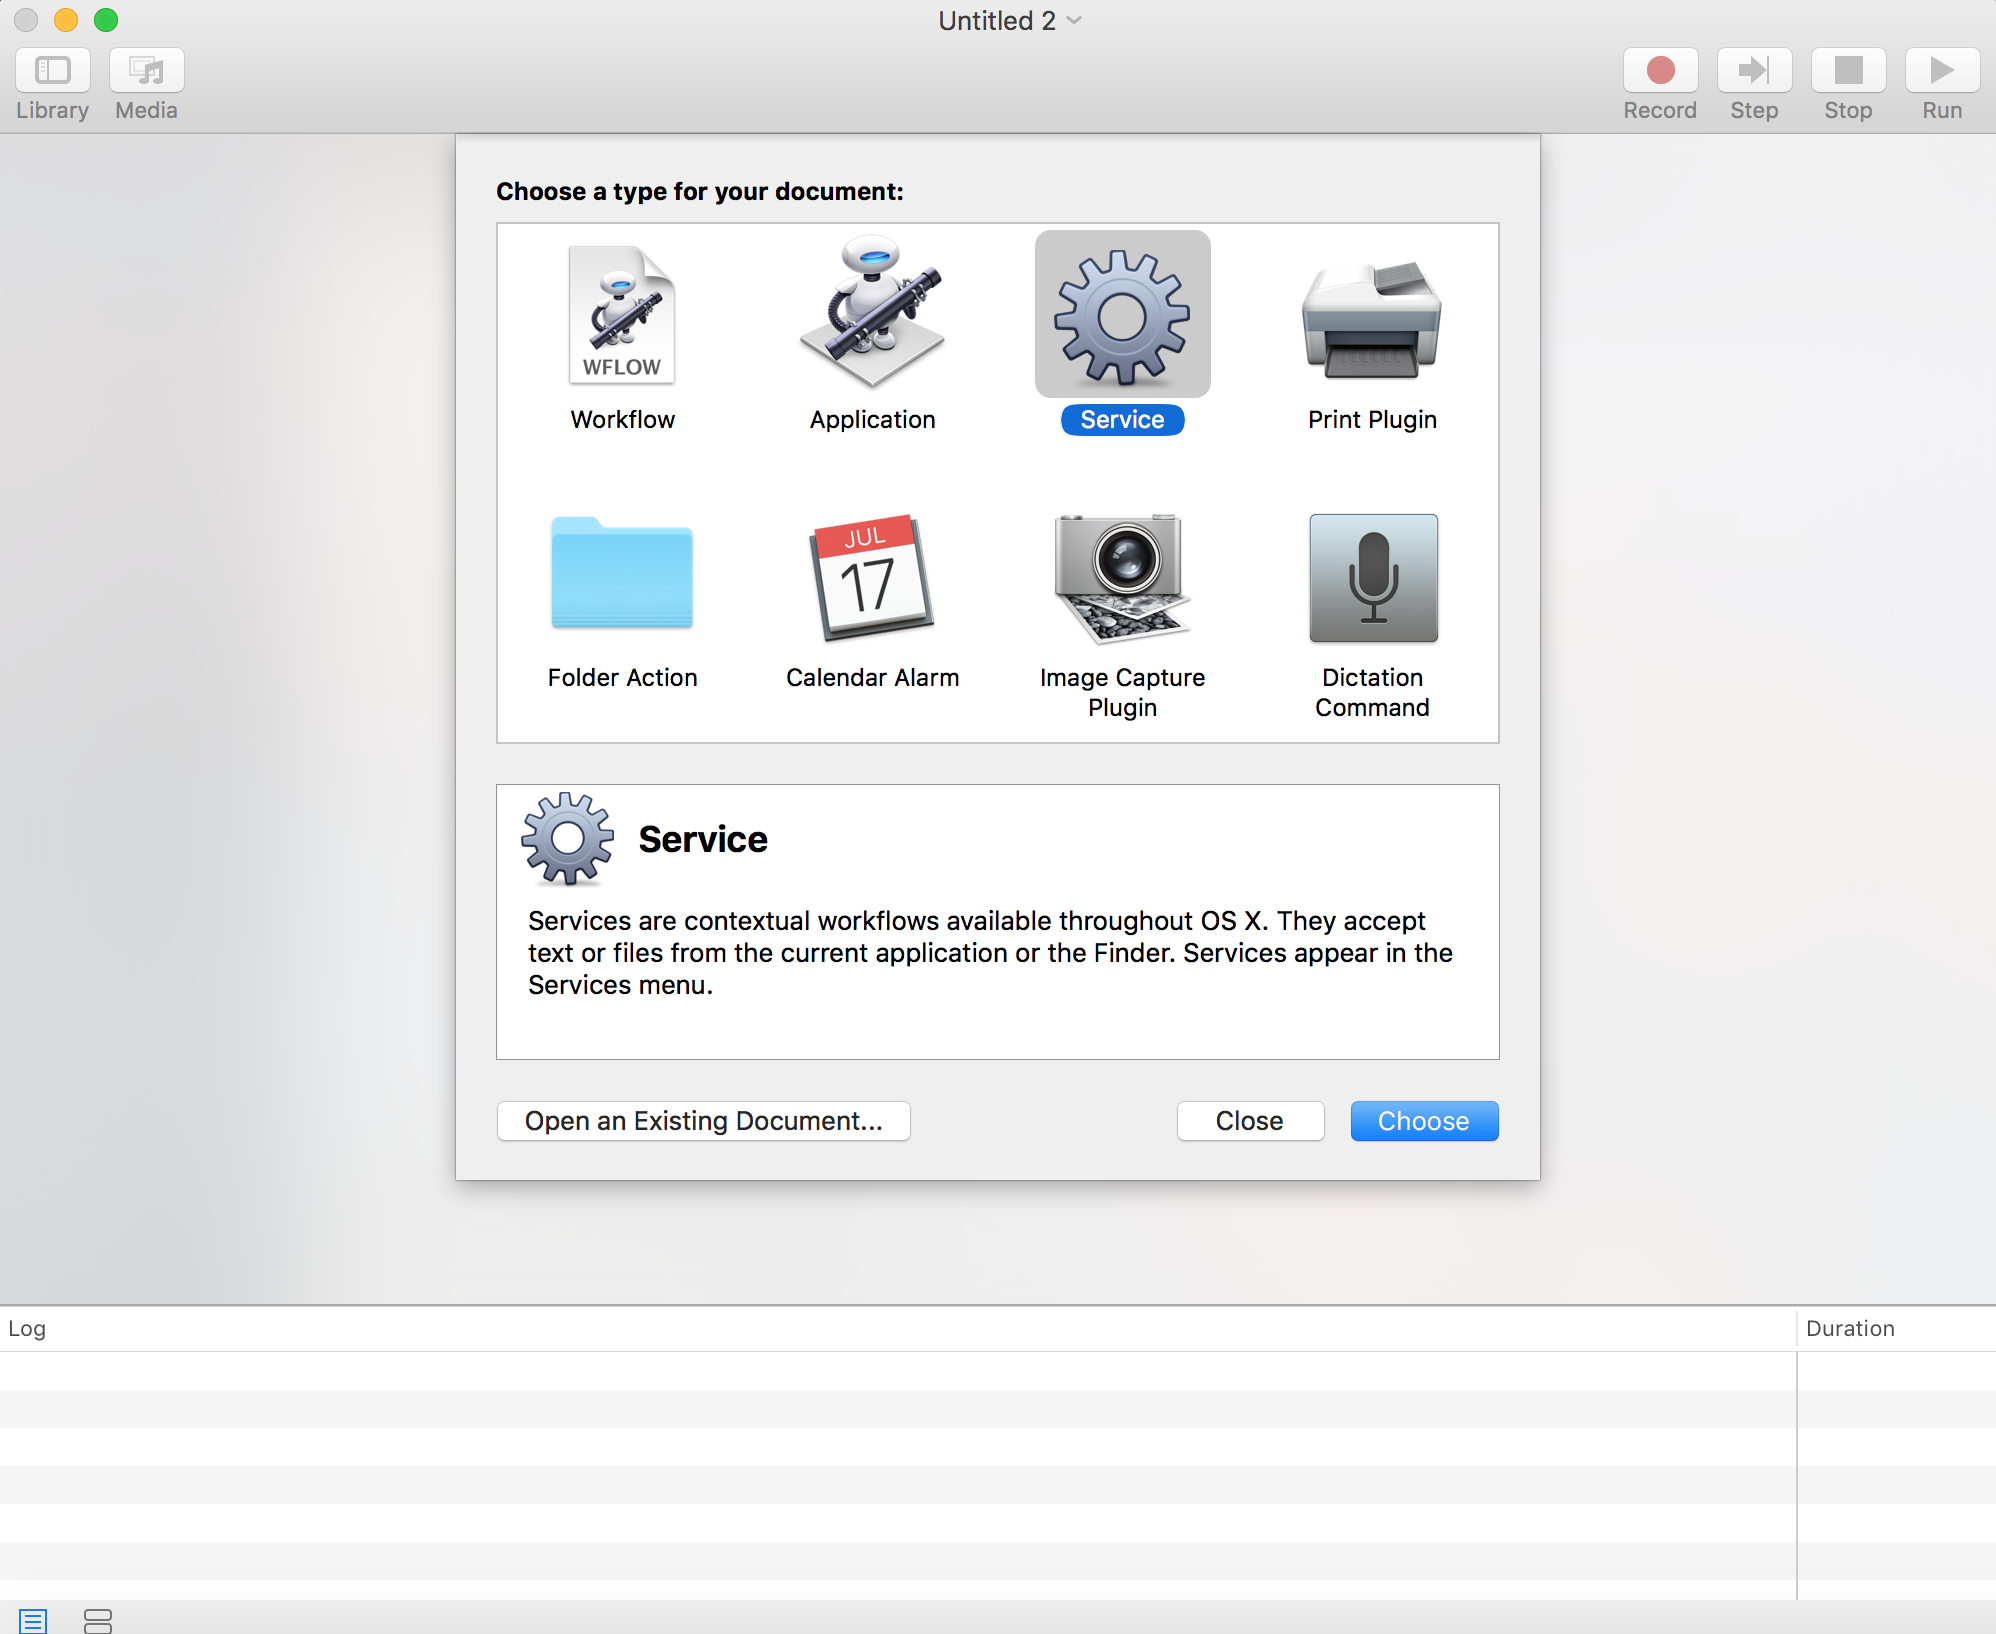 Untitled 2
Library
Media
Record
Step
Stop
Run
Choose a type for your document:
WFLOW
Workflow
Application
Service
Print Plugin
JUL
17
Folder Action
Calendar Alarm
Image Capture
Plugin
Dictation
Command
Service
Services are contextual workflows available throughout OS X. They accept
text or files from the current application or the Finder. Services appear in the
Services menu.
Open an Existing Document...
Close
Choose
Log
Duration